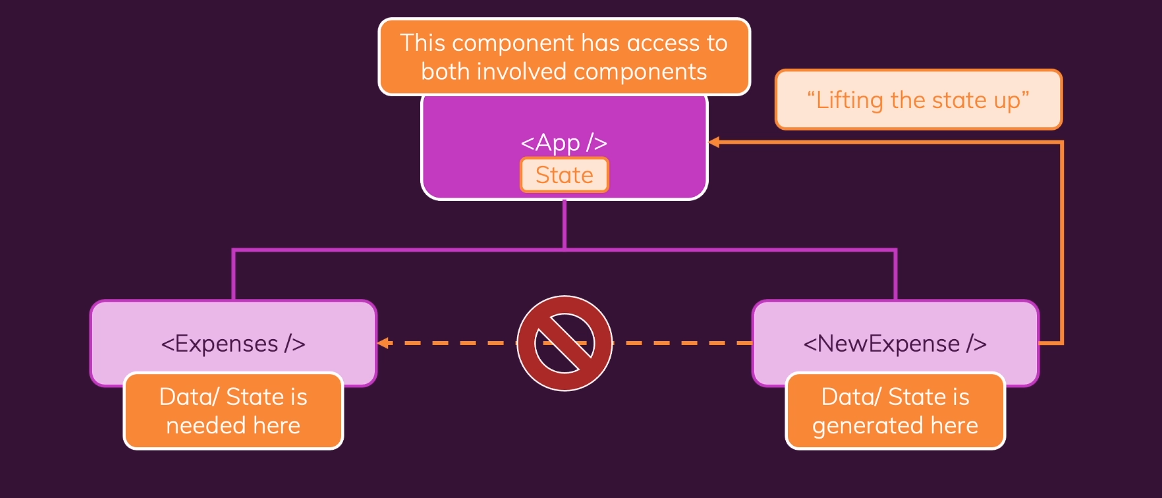 This component has access to
both involved components
“Lifting the state up”
<App />
State
<Expenses />
<NewExpense />
Data/ State is
needed here
Data/ State is
generated here